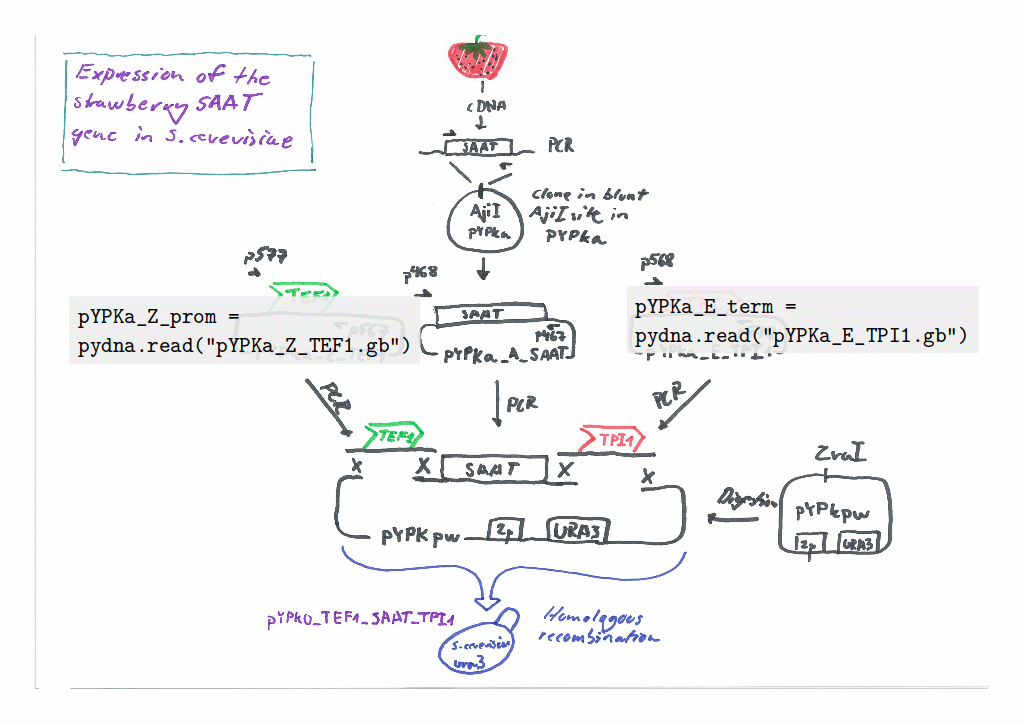 Expression of the
strawberry SAAT
gene in S. cerevisiae
cDNA
SAAT
PCR
AjiI
pYPKa
Clone in blunt
AjiI site in
pYPKa
p577
p468
p568
TEF1
pYPKa_Z_prom =
pydna.read("pYPKa_Z_TEF1.gb")
SAAT
p467
pYPKa_A_SAAT
pYPKa_E_term =
pydna.read("pYPKa_E_TPI1.gb")
PCR
PCR
PCR
TEF1
TPI1
X
X
SAAT
X
X
pYPKpw
2µ
URA3
Digestion
ZraI
pYPKpw
2µ
URA3
pYPK0_TEF1_SAAT_TPI1
Homologous
recombination
S. cerevisiae
ura3